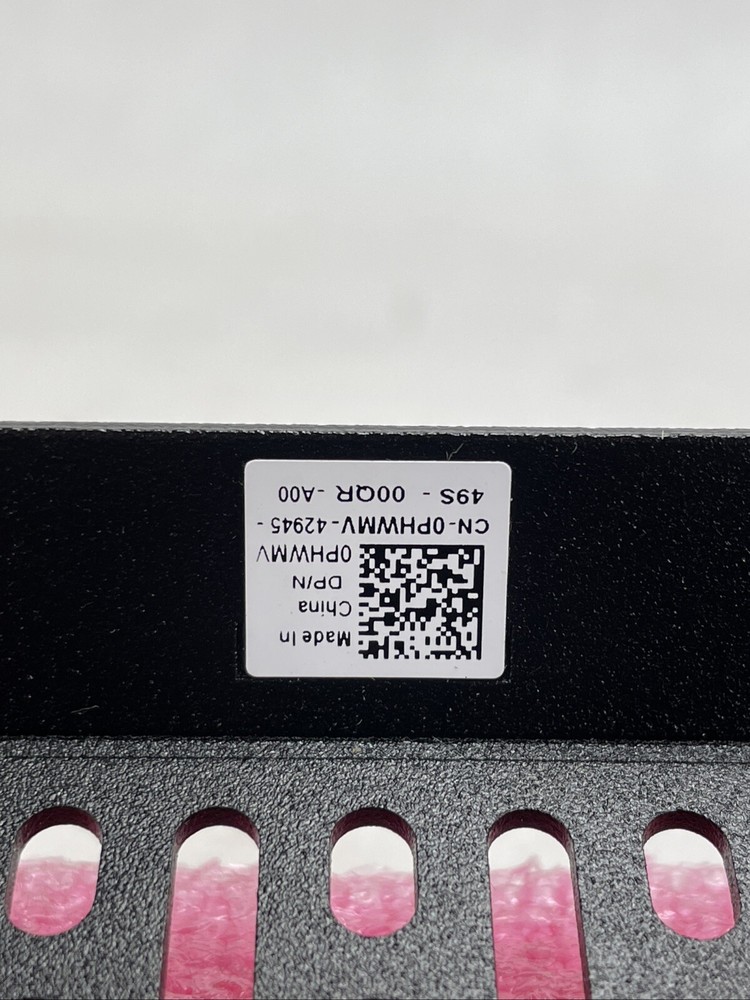 Made In
China
DP/N
0PHWMV
CN-0PHWMV-42945-
49S - 00QR -A00